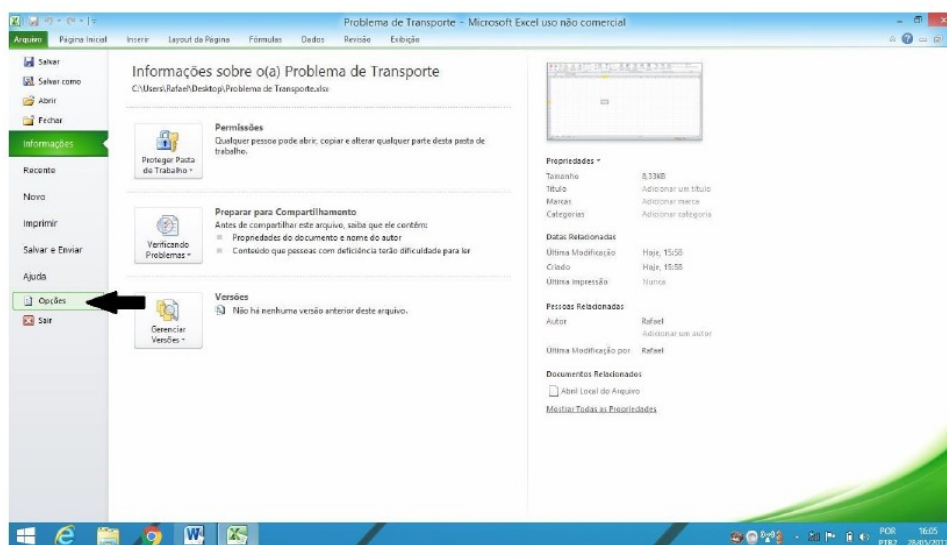 Problema de Transporte - Microsoft Excel uso não comercial
Arquivo Página Inicial Inserir Layout da Página Fórmulas Dados Revisão Exibição
Salvar
Salvar como
Abrir
Fechar
Informações
Recente
Novo
Imprimir
Salvar e Enviar
Ajuda
Opções
Sair
Informações sobre o(a) Problema de Transporte
C:\Users\Rafael\Desktop\Problema de Transporte.xlsx
Proteger Pasta
de Trabalho
Permissões
Qualquer pessoa pode abrir, copiar e alterar qualquer parte desta pasta de
trabalho.
Verificando
Problemas
Preparar para Compartilhamento
Antes de compartilhar este arquivo, saiba que ele contém:
Propriedades do documento e nome do autor
Conteúdo que pessoas com deficiência terão dificuldade para ler
Gerenciar
Versões
Versões
Não há nenhuma versão anterior deste arquivo.
Propriedades
Tamanho 8,33KB
Título Adicionar um título
Marcas Adicionar marca
Categorias Adicionar categoria
Datas Relacionadas
Última Modificação Hoje, 15:58
Criado Hoje, 15:58
Última Impressão Nunca
Pessoas Relacionadas
Autor Rafael
Adicionar um autor
Última Modificação por Rafael
Documentos Relacionados
Abrir Local do Arquivo
Mostrar Todas as Propriedades
POR 16:05
PTB2